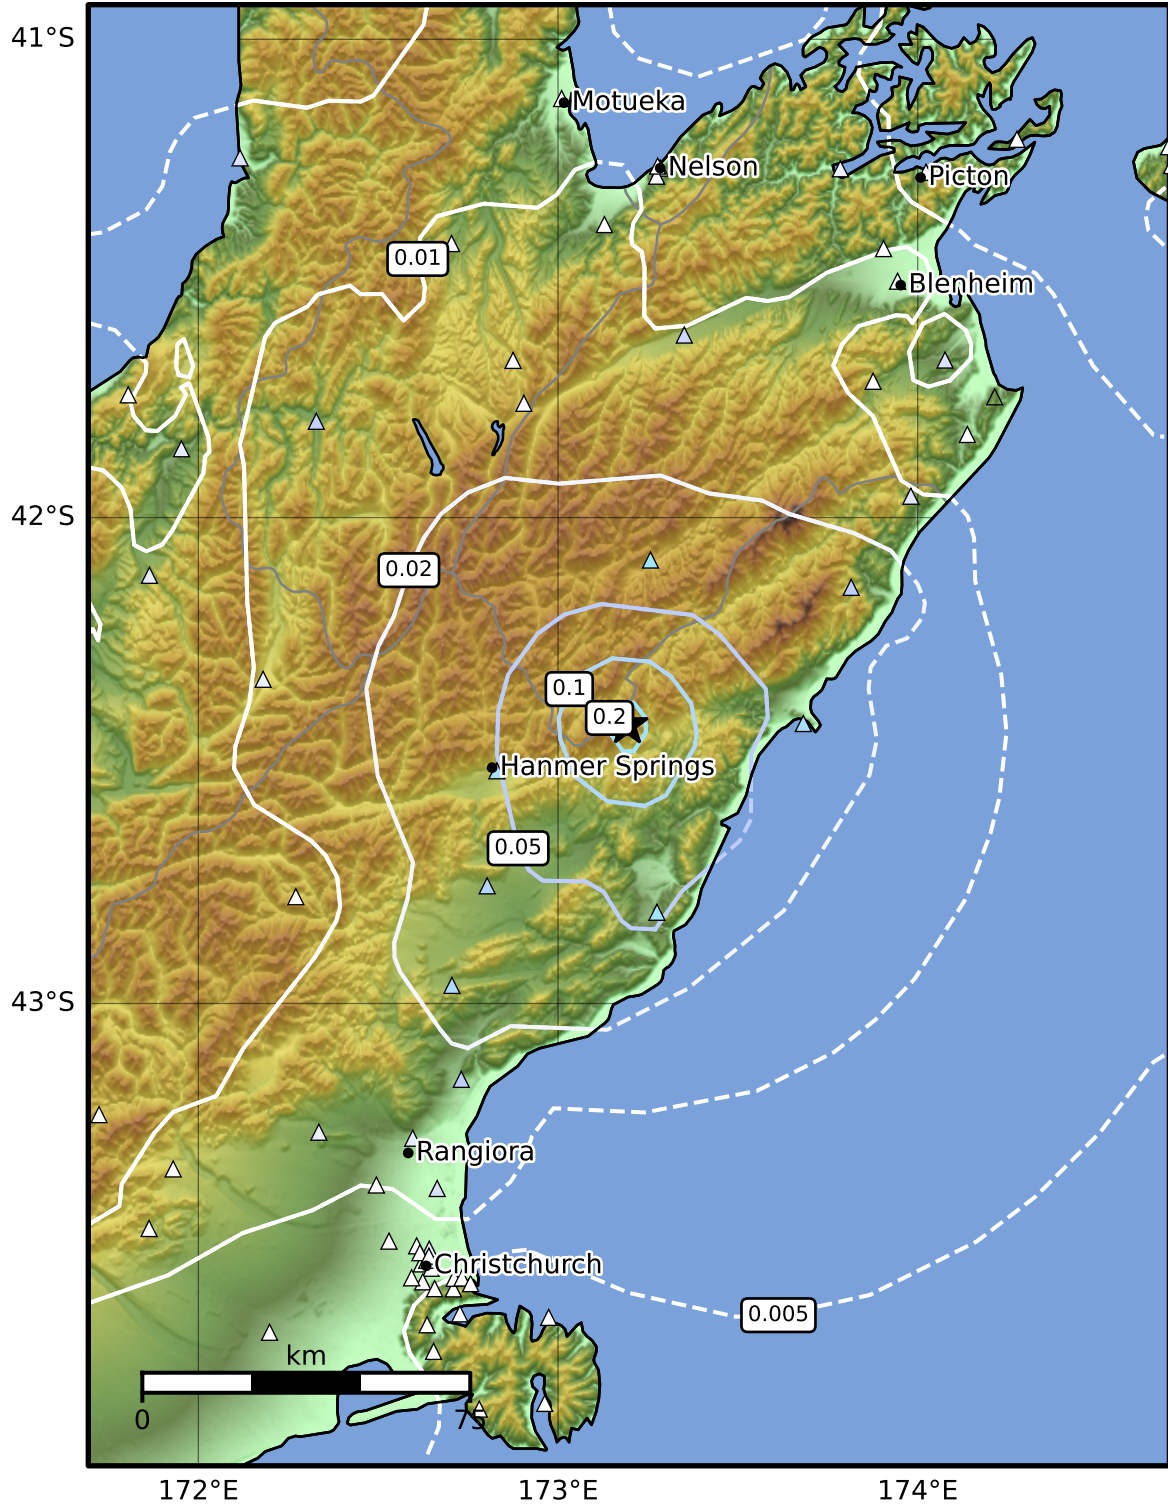 41°S
Motueka
Nelson
Picton
0.01
Blenheim
42°S
0.02
0.1
0.2
Hanmer Springs
0.05
43°S
Rangiora
Christchurch
0.005
km
0
75
172°E
173°E
174°E